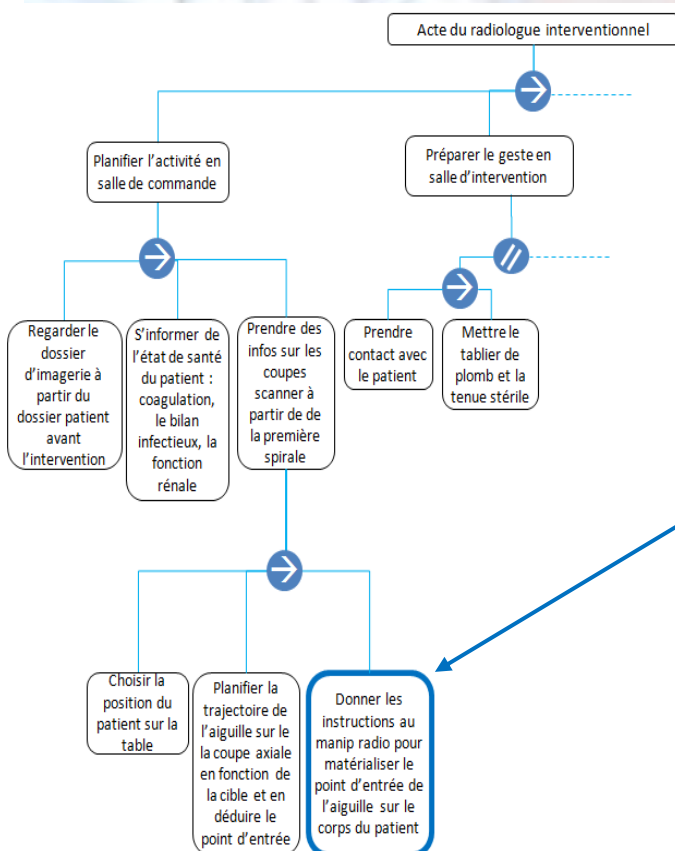 Acte du radiologue interventionnel
Planifier l'activité en
salle de commande
Préparer le geste en
salle d'intervention
Regarder le
dossier
d'imagerie à
partir du
dossier patient
avant
l'intervention
S'informer de
l'état de santé
du patient :
coagulation,
le bilan
infectieux, la
fonction
rénale
Prendre des
infos sur les
coupes
scanner à
partir de de
la première
spirale
Prendre
contact avec
le patient
Mettre le
tablier de
plomb et la
tenue stérile
Choisir la
position du
patient sur la
table
Planifier la
trajectoire de
l'aiguille sur le
la coupe axiale
en fonction de
la cible et en
déduire le
point d'entrée
Donner les
instructions au
manip radio pour
matérialiser le
point d'entrée de
l'aiguille sur le
corps du patient